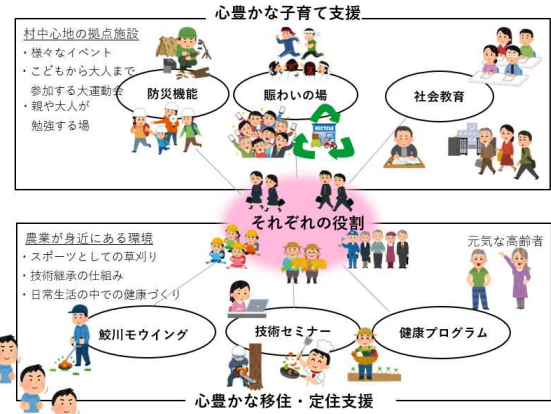 心豊かな子育て支援
村中心地の拠点施設
・様々なイベント
・こどもから大人まで
参加する大運動会
・親や大人が
勉強する場
防災機能
賑わいの場
社会教育
RECYCLE
それぞれの役割
農業が身近にある環境
・スポーツとしての草刈り
・技術継承の仕組み
・日常生活の中での健康づくり
元気な高齢者
鮫川モウイング
技術セミナー
健康プログラム
心豊かな移住・定住支援